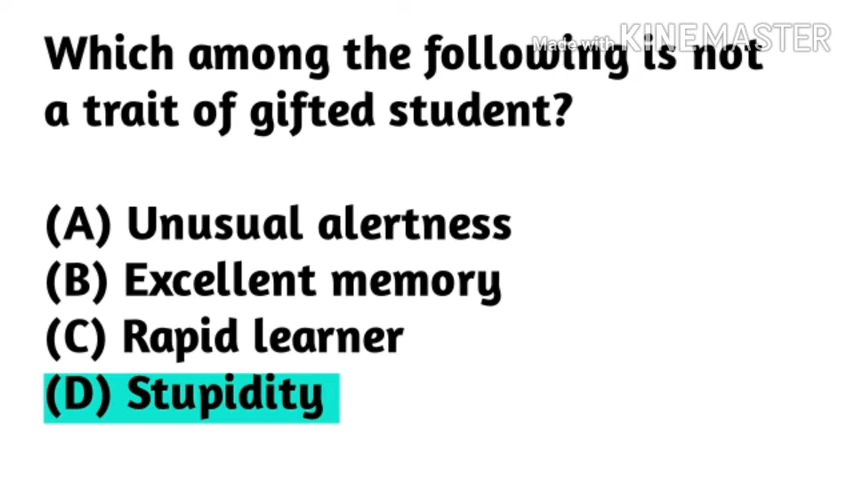 Made with KINEMASTER
Which among the following is not
a trait of gifted student?
(A) Unusual alertness
(B) Excellent memory
(C) Rapid learner
(D) Stupidity